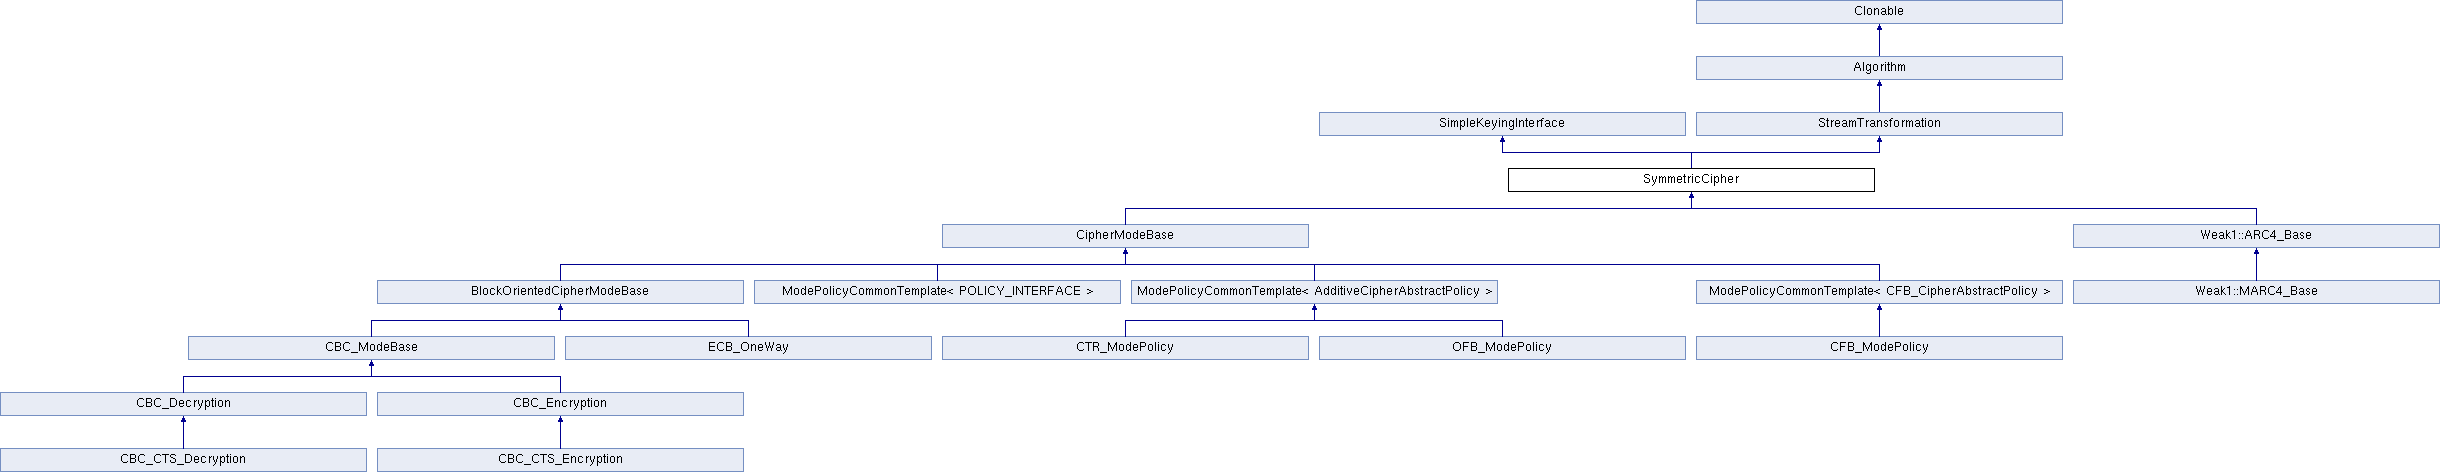 Clonable
Algorithm
SimpleKeyingInterface
StreamTransformation
SymmetricCipher
CipherModeBase
Weak1::ARC4_Base
BlockOrientedCipherModeBase
ModePolicyCommonTemplate< POLICY_INTERFACE >
ModePolicyCommonTemplate< AdditiveCipherAbstractPolicy >
ModePolicyCommonTemplate< CFB_CipherAbstractPolicy >
Weak1::MARC4_Base
CBC_ModeBase
ECB_OneWay
CTR_ModePolicy
OFB_ModePolicy
CFB_ModePolicy
CBC_Decryption
CBC_Encryption
CBC_CTS_Decryption
CBC_CTS_Encryption